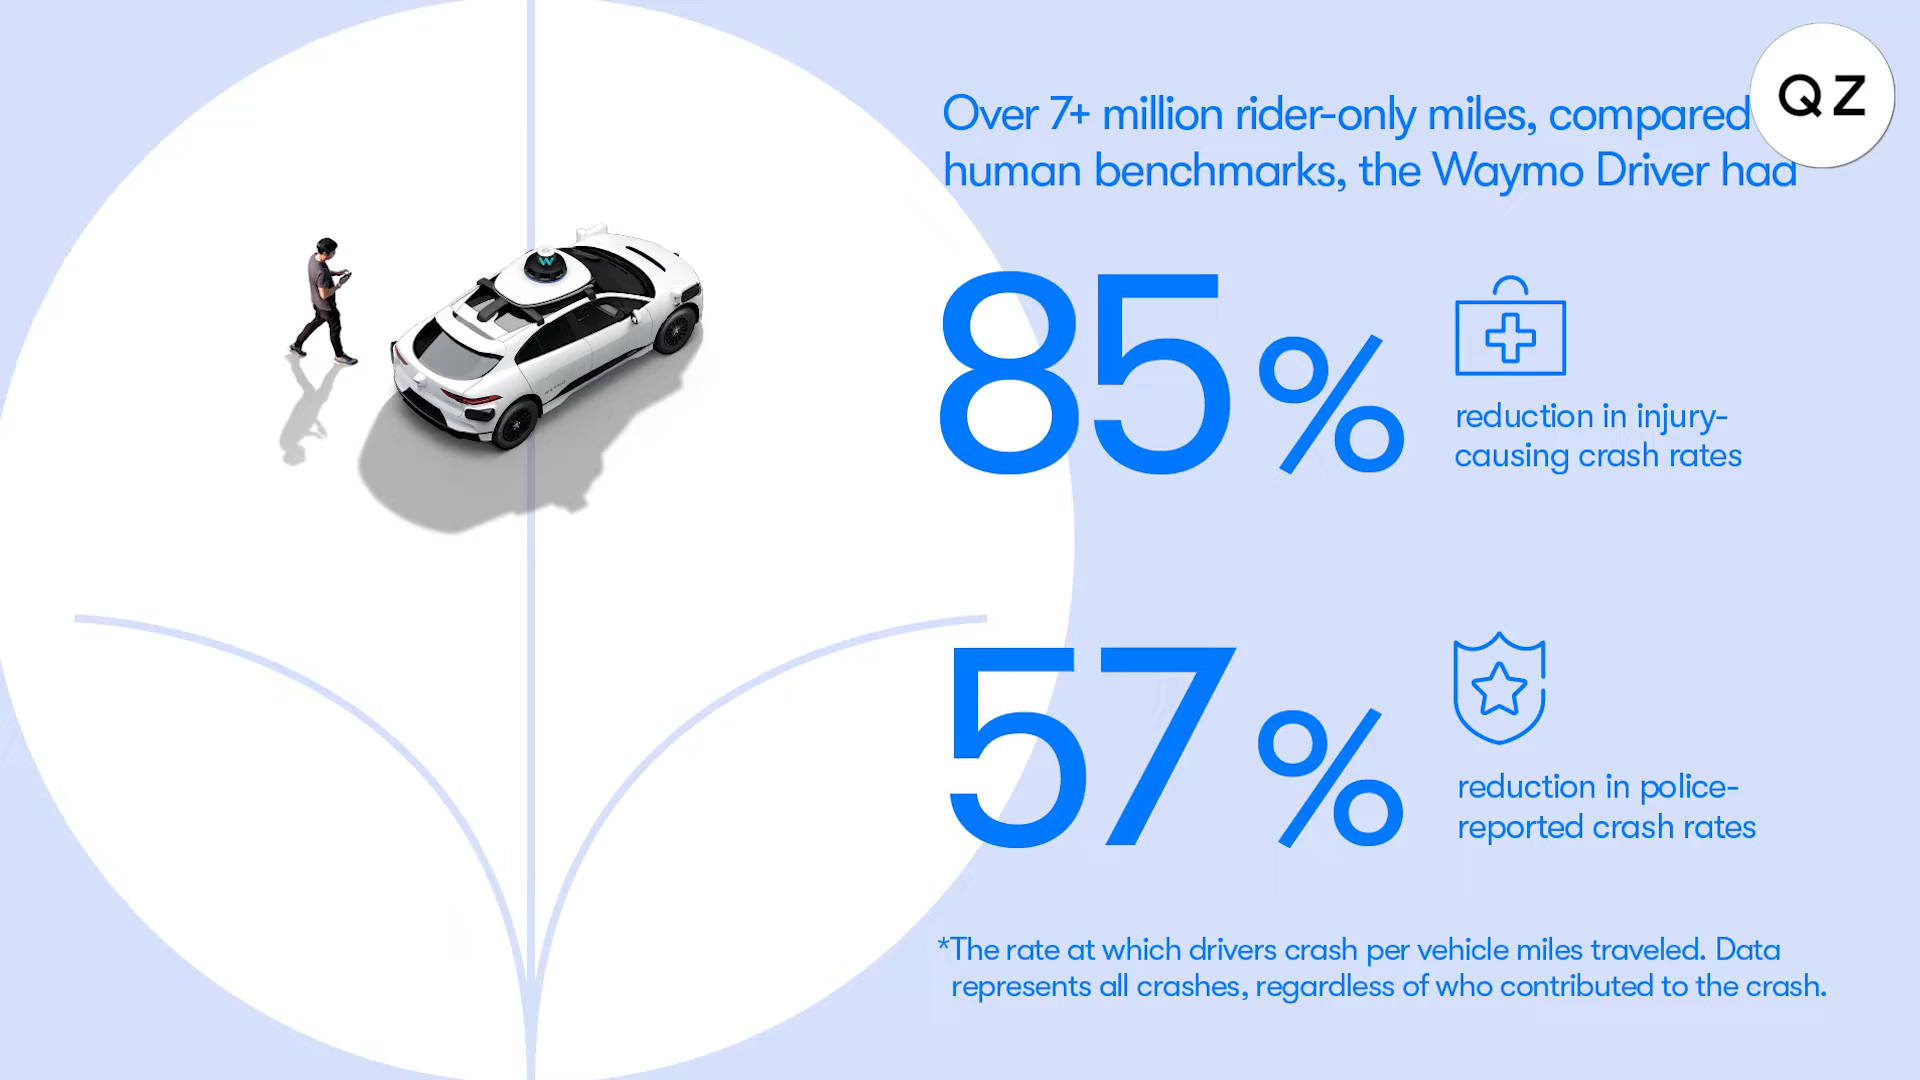 QZ
Over 7+ million rider-only miles, compared
human benchmarks, the Waymo Driver had
85%
reduction in injury-
causing crash rates
57%
reduction in police-
reported crash rates
*The rate at which drivers crash per vehicle miles traveled. Data
represents all crashes, regardless of who contributed to the crash.